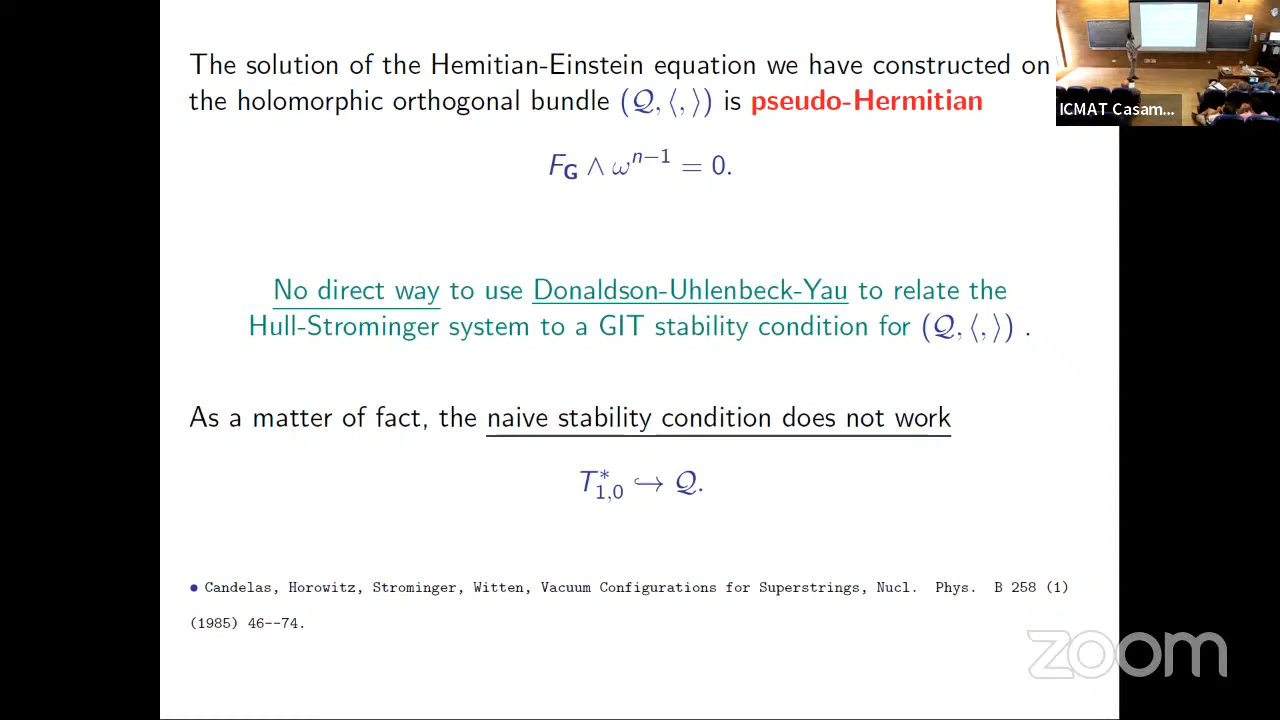 The solution of the Hemitian-Einstein equation we have constructed on
the holomorphic orthogonal bundle (𝒬, ⟨, ⟩) is pseudo-Hermitian
F_G ∧ ω^{n−1} = 0.
No direct way to use Donaldson-Uhlenbeck-Yau to relate the
Hull-Strominger system to a GIT stability condition for (𝒬, ⟨, ⟩) .
As a matter of fact, the naive stability condition does not work
T^*_{1,0} ↪ 𝒬.
• Candelas, Horowitz, Strominger, Witten, Vacuum Configurations for Superstrings, Nucl. Phys. B 258 (1)
(1985) 46--74.
ICMAT Casam...
zoom